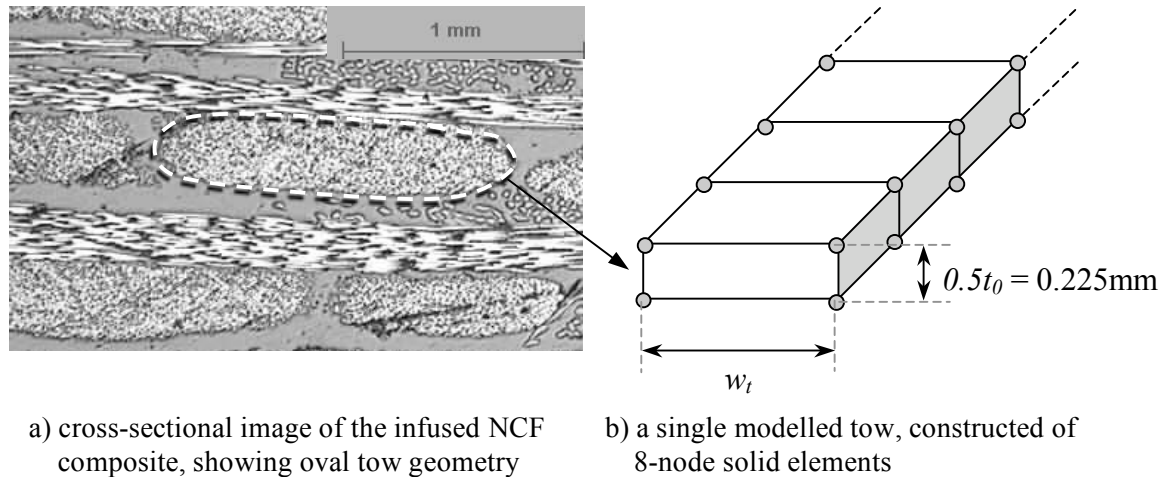 1 mm
0.5t₀ = 0.225mm
wₜ
a) cross-sectional image of the infused NCF
composite, showing oval tow geometry
b) a single modelled tow, constructed of
8-node solid elements